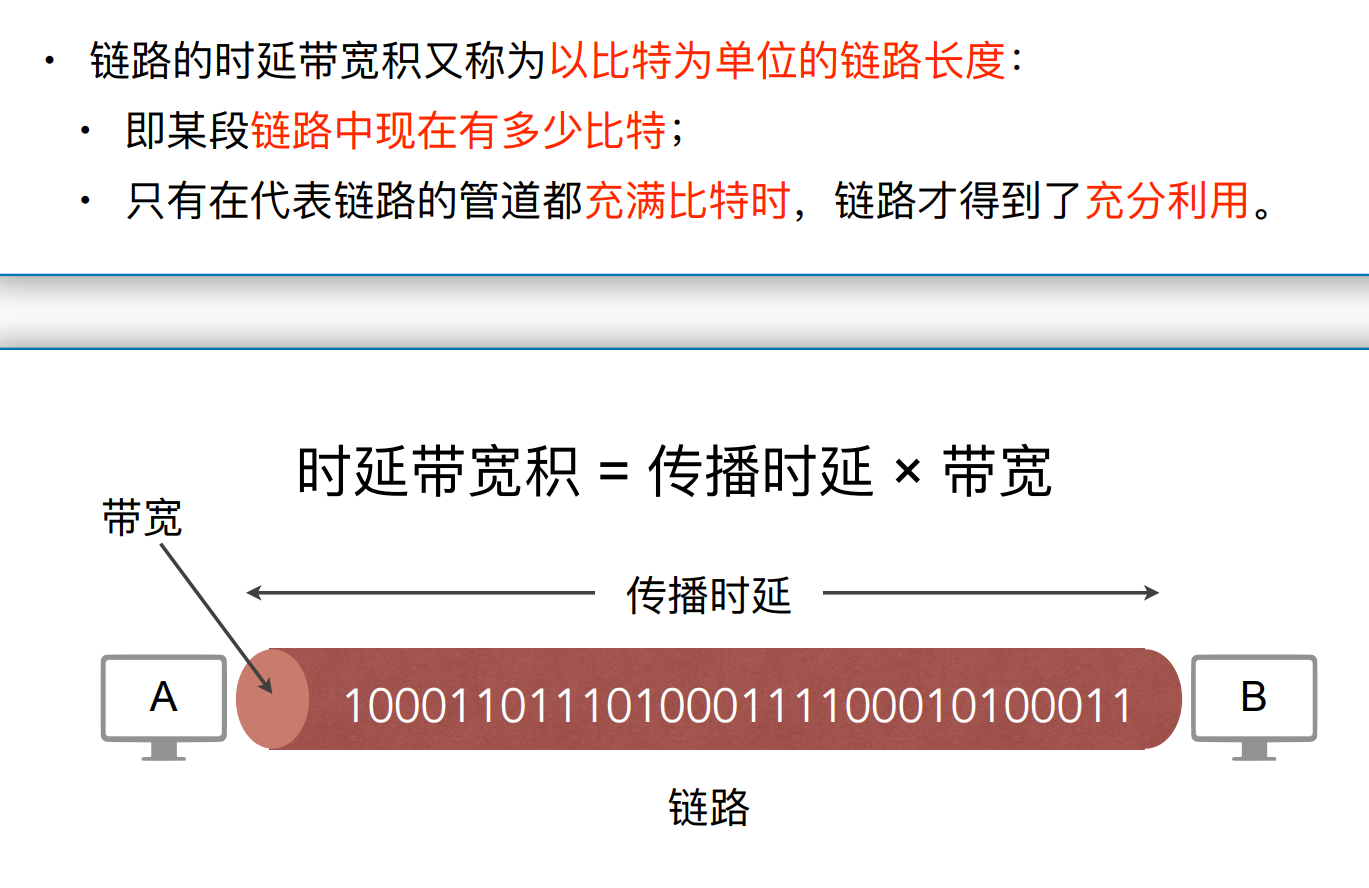 • 链路的时延带宽积又称为以比特为单位的链路长度：
• 即某段链路中现在有多少比特；
• 只有在代表链路的管道都充满比特时，链路才得到了充分利用。
时延带宽积 = 传播时延 × 带宽
带宽
传播时延
A
100011011101000111100010100011
B
链路